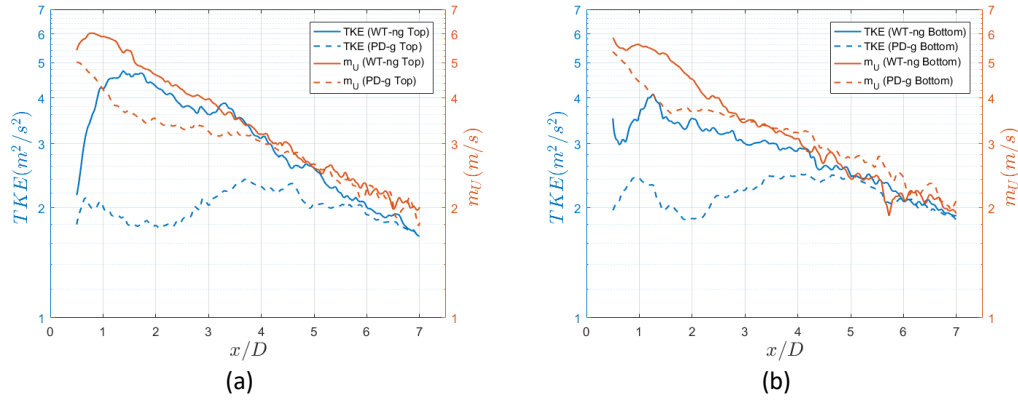 TKE (WT-ng Top)
TKE (PD-g Top)
m_U (WT-ng Top)
m_U (PD-g Top)
7
6
5
4
3
2
1
TKE(m²/s²)
7
6
5
4
3
2
1
m_U(m/s)
0 1 2 3 4 5 6 7
x/D
(a)
TKE (WT-ng Bottom)
TKE (PD-g Bottom)
m_U (WT-ng Bottom)
m_U (PD-g Bottom)
7
6
5
4
3
2
1
TKE(m²/s²)
7
6
5
4
3
2
1
m_U(m/s)
0 1 2 3 4 5 6 7
x/D
(b)